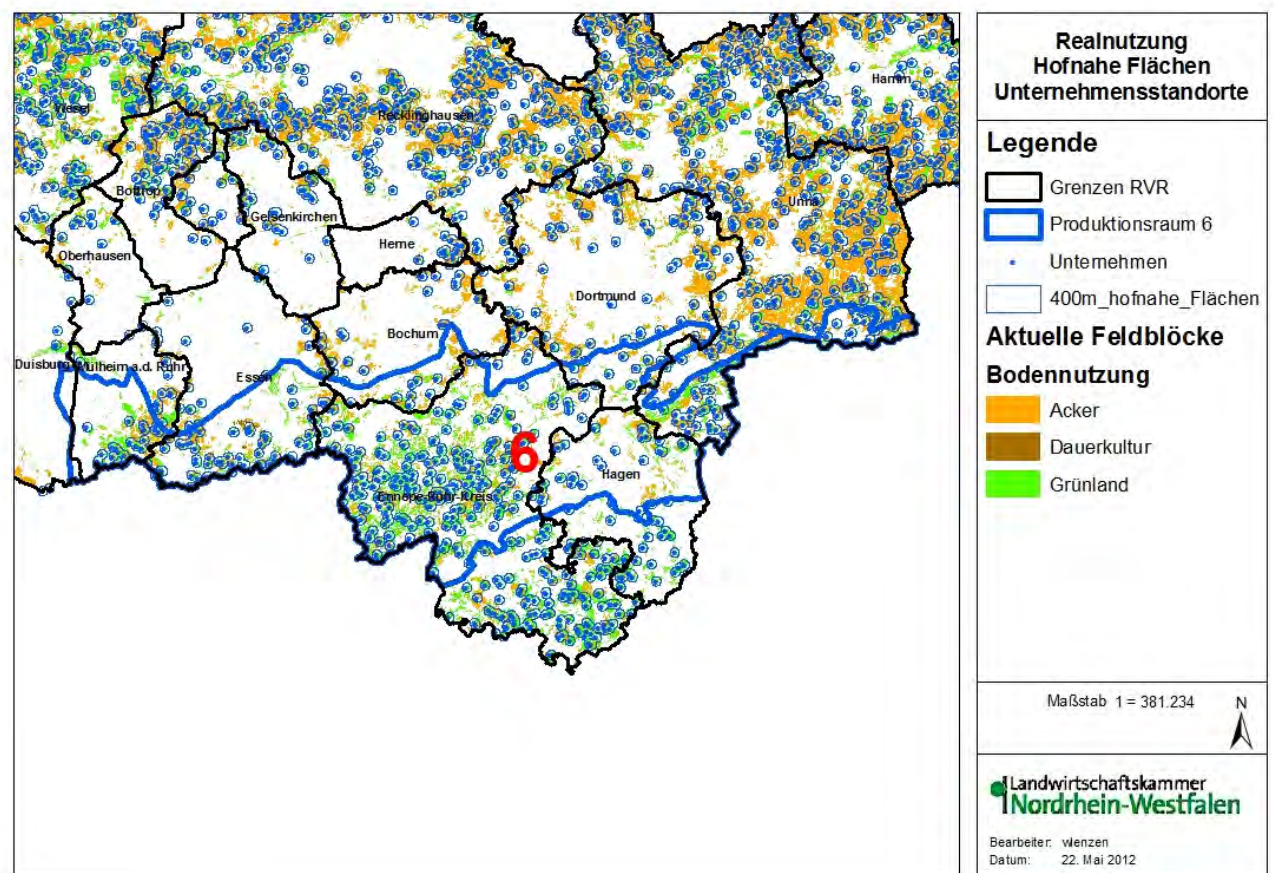 Realnutzung
Hofnahe Flächen
Unternehmensstandorte
Legende
Grenzen RVR
Produktionsraum 6
Unternehmen
400m_hofnahe_Flächen
Aktuelle Feldblöcke
Bodennutzung
Acker
Dauerkultur
Grünland
Maßstab 1 = 381.234
N
Landwirtschaftskammer
Nordrhein-Westfalen
Bearbeiter: wienzen
Datum: 22. Mai 2012
Hamm
Wesel
Recklinghausen
Bottrop
Unna
Gelsenkirchen
Herne
Oberhausen
Dortmund
Bochum
Duisburg
Mülheim a.d. Ruhr
Essen
6
Hagen
Ennepe-Ruhr-Kreis